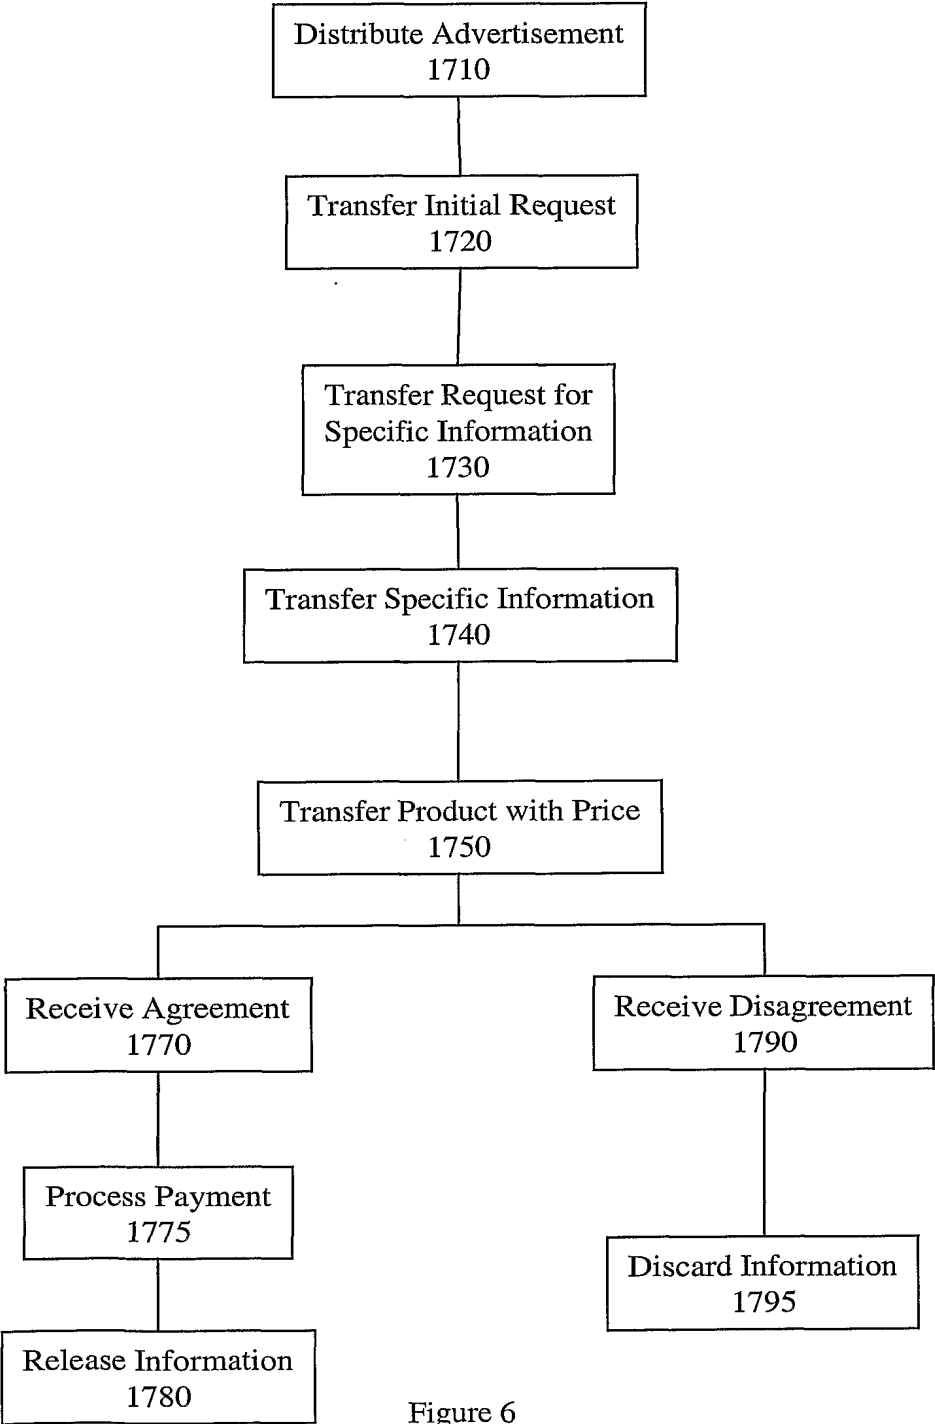 Distribute Advertisement
1710
Transfer Initial Request
1720
Transfer Request for
Specific Information
1730
Transfer Specific Information
1740
Transfer Product with Price
1750
Receive Agreement
1770
Receive Disagreement
1790
Process Payment
1775
Discard Information
1795
Release Information
1780
Figure 6